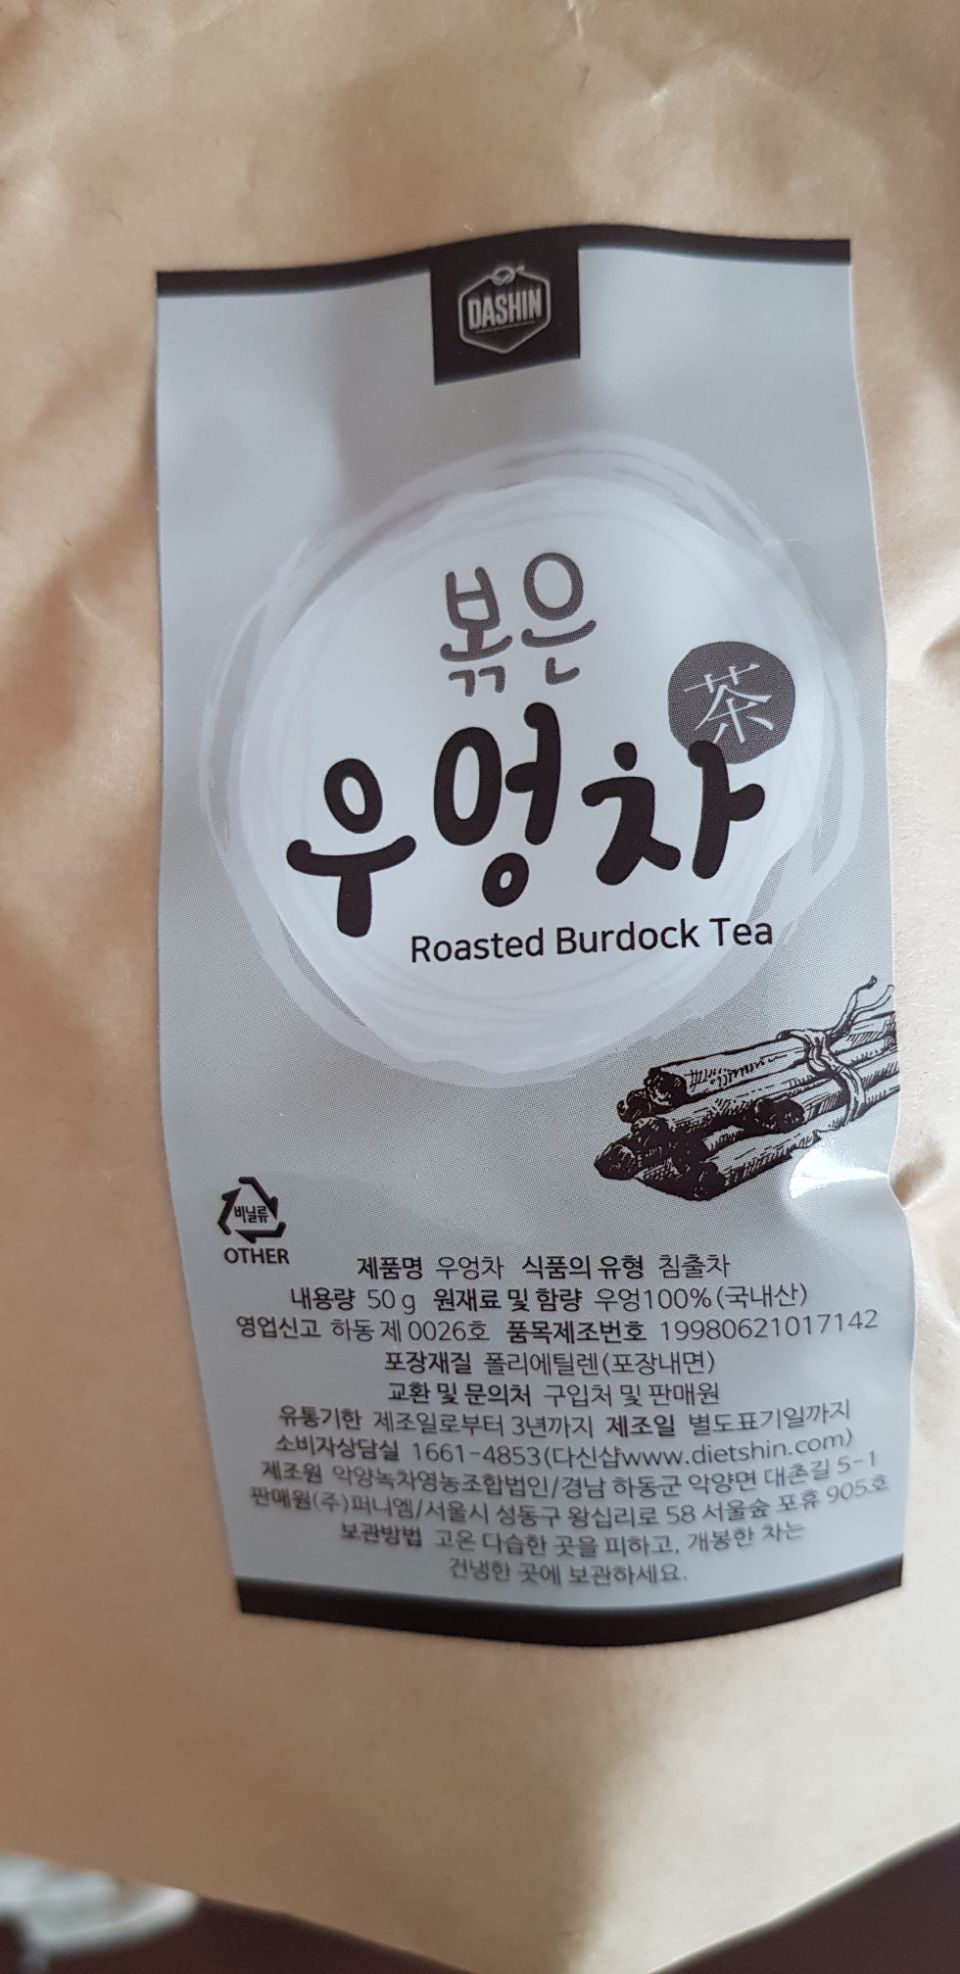 DASHIN
볶은
茶
우엉차
Roasted Burdock Tea
비닐류
OTHER
제품명 우엉차 식품의 유형 침출차
내용량 50 g 원재료 및 함량 우엉100%(국내산)
영업신고 하동 제 0026호 품목제조번호 19980621017142
포장재질 폴리에틸렌(포장내면)
교환 및 문의처 구입처 및 판매원
유통기한 제조일로부터 3년까지 제조일 별도표기일까지
소비자상담실 1661-4853(다신샵www.dietshin.com)
제조원 악양녹차영농조합법인/경남 하동군 악양면 대촌길 5-1
판매원(주)퍼니엠/서울시 성동구 왕십리로 58 서울숲 포휴 905호
보관방법 고온 다습한 곳을 피하고, 개봉한 차는
건냉한 곳에 보관하세요.